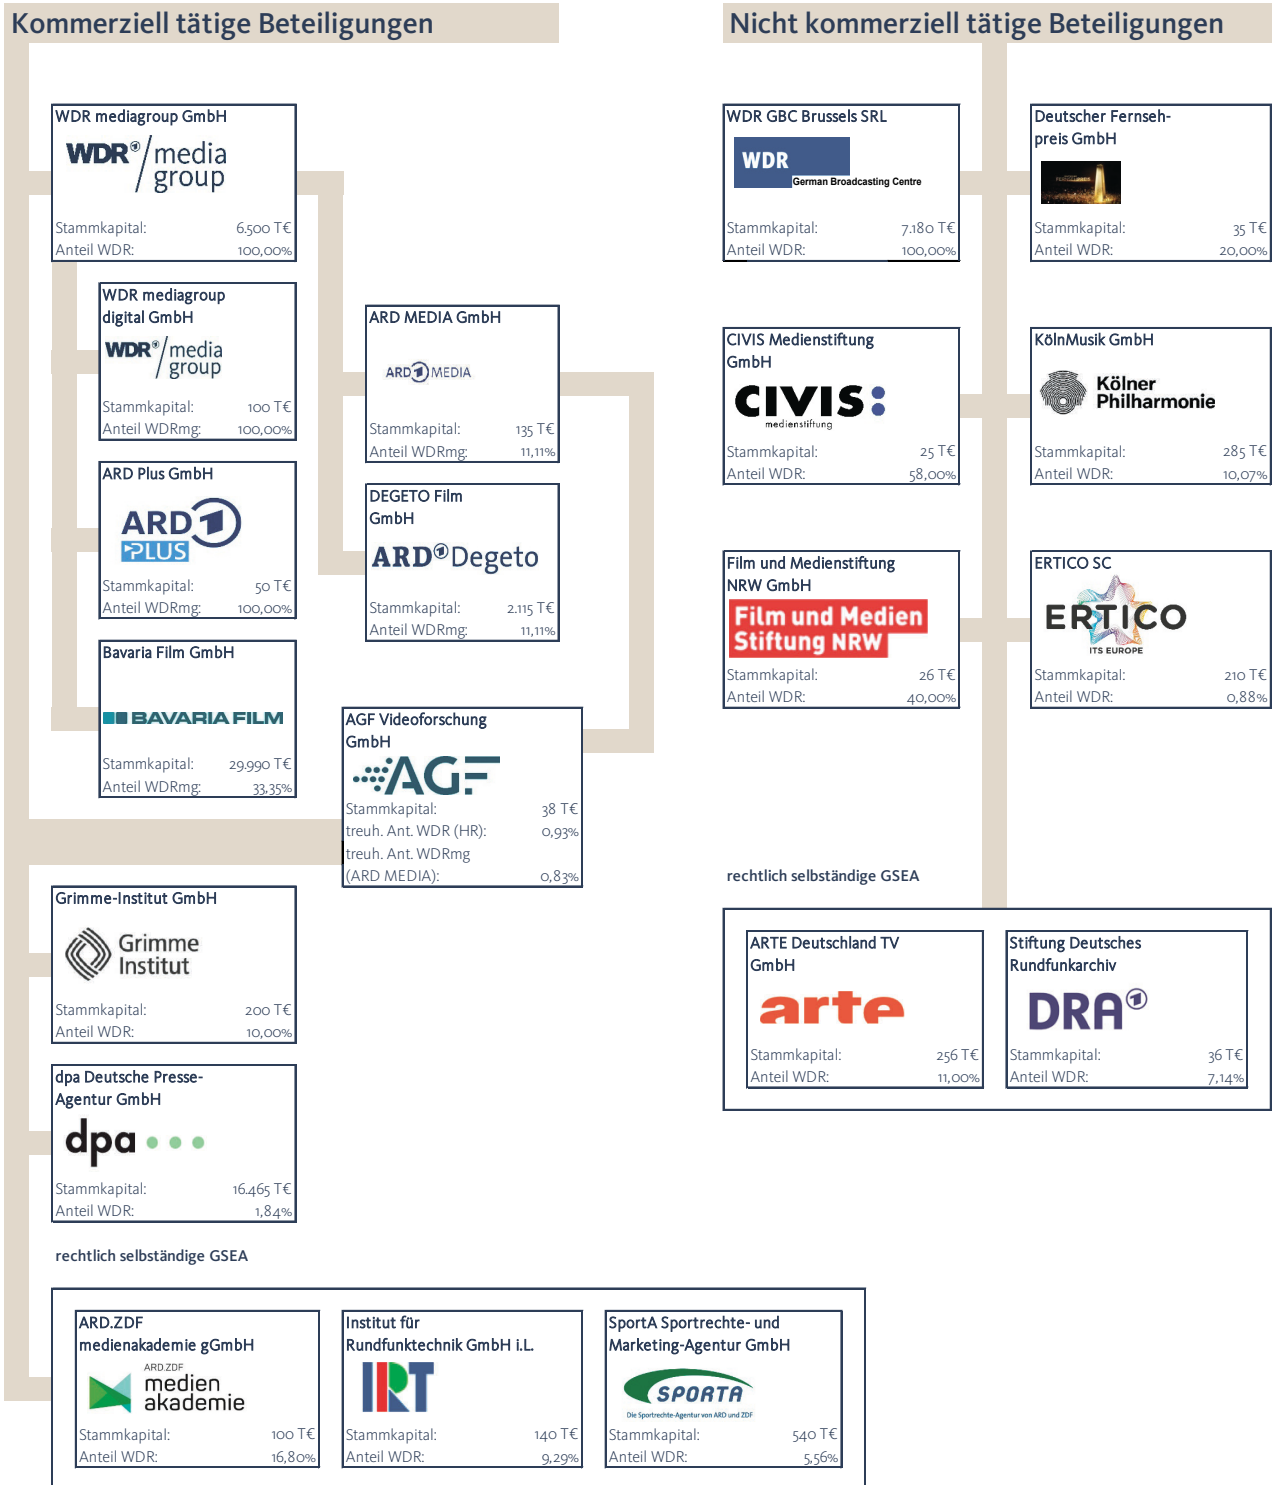 Kommerziell tätige Beteiligungen
WDR mediagroup GmbH
WDR media
group
Stammkapital: 6.500 T€
Anteil WDR: 100,00%
WDR mediagroup
digital GmbH
WDR media
group
Stammkapital: 100 T€
Anteil WDRmg: 100,00%
ARD Plus GmbH
ARD 1
PLUS
Stammkapital: 50 T€
Anteil WDRmg: 100,00%
Bavaria Film GmbH
BAVARIA FILM
Stammkapital: 29.990 T€
Anteil WDRmg: 33,35%
ARD MEDIA GmbH
ARD 1 MEDIA
Stammkapital: 135 T€
Anteil WDRmg: 11,11%
DEGETO Film
GmbH
ARD Degeto
Stammkapital: 2.115 T€
Anteil WDRmg: 11,11%
AGF Videoforschung
GmbH
AGF
Stammkapital: 38 T€
treuh. Ant. WDR (HR): 0,93%
treuh. Ant. WDRmg
(ARD MEDIA): 0,83%
Grimme-Institut GmbH
Grimme
Institut
Stammkapital: 200 T€
Anteil WDR: 10,00%
dpa Deutsche Presse-
Agentur GmbH
dpa
Stammkapital: 16.465 T€
Anteil WDR: 1,84%
rechtlich selbständige GSEA
ARD.ZDF
medienakademie gGmbH
ARD.ZDF
medien
akademie
Stammkapital: 100 T€
Anteil WDR: 16,80%
Institut für
Rundfunktechnik GmbH i.L.
IRT
Stammkapital: 140 T€
Anteil WDR: 9,29%
SportA Sportrechte- und
Marketing-Agentur GmbH
SPORTA
Die Sportrechte-Agentur von ARD und ZDF
Stammkapital: 540 T€
Anteil WDR: 5,56%
Nicht kommerziell tätige Beteiligungen
WDR GBC Brussels SRL
WDR
German Broadcasting Centre
Stammkapital: 7.180 T€
Anteil WDR: 100,00%
Deutscher Fernseh-
preis GmbH
Stammkapital: 35 T€
Anteil WDR: 20,00%
CIVIS Medienstiftung
GmbH
CIVIS:
medienstiftung
Stammkapital: 25 T€
Anteil WDR: 58,00%
KölnMusik GmbH
Kölner
Philharmonie
Stammkapital: 285 T€
Anteil WDR: 10,07%
Film und Medienstiftung
NRW GmbH
Film und Medien
Stiftung NRW
Stammkapital: 26 T€
Anteil WDR: 40,00%
ERTICO SC
ERTICO
ITS EUROPE
Stammkapital: 210 T€
Anteil WDR: 0,88%
rechtlich selbständige GSEA
ARTE Deutschland TV
GmbH
arte
Stammkapital: 256 T€
Anteil WDR: 11,00%
Stiftung Deutsches
Rundfunkarchiv
DRA
Stammkapital: 36 T€
Anteil WDR: 7,14%